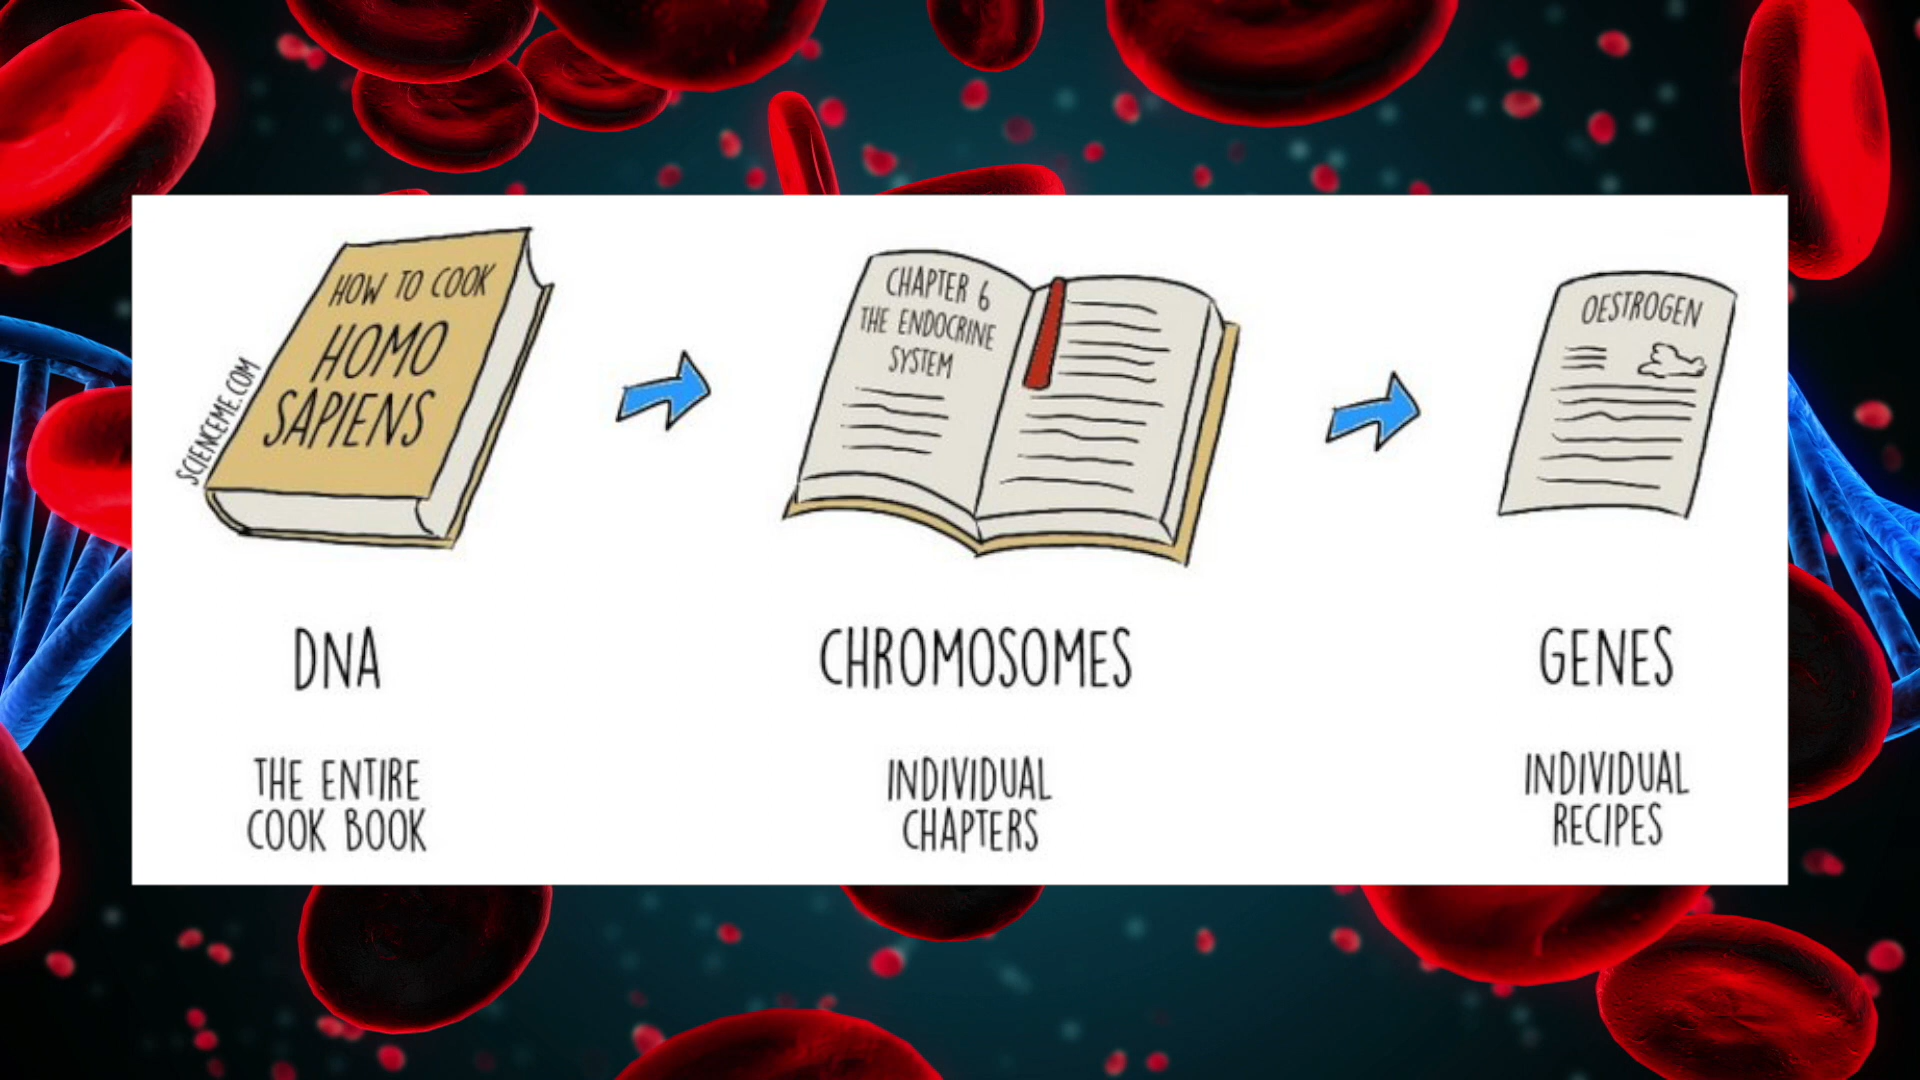 HOW TO COOK
HOMO
SAPIENS
SCIENCEME.COM
CHAPTER 6
THE ENDOCRINE
SYSTEM
OESTROGEN
DNA
CHROMOSOMES
GENES
THE ENTIRE
COOK BOOK
INDIVIDUAL
CHAPTERS
INDIVIDUAL
RECIPES